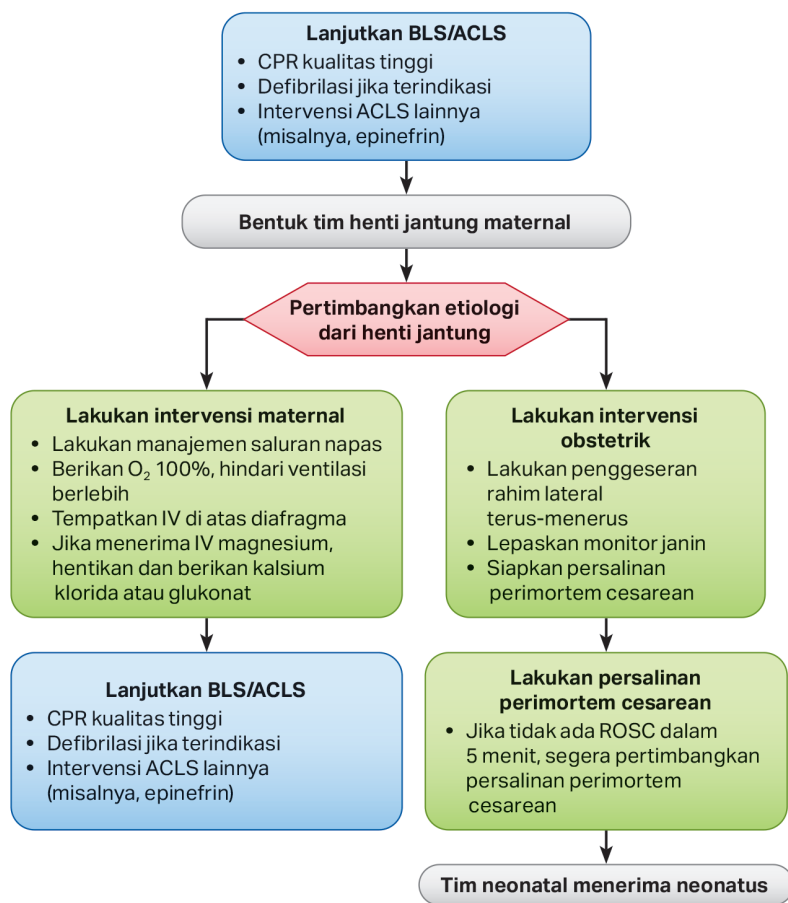 Lanjutkan BLS/ACLS
• CPR kualitas tinggi
• Defibrilasi jika terindikasi
• Intervensi ACLS lainnya
(misalnya, epinefrin)
Bentuk tim henti jantung maternal
Pertimbangkan etiologi
dari henti jantung
Lakukan intervensi maternal
• Lakukan manajemen saluran napas
• Berikan O₂ 100%, hindari ventilasi
berlebih
• Tempatkan IV di atas diafragma
• Jika menerima IV magnesium,
hentikan dan berikan kalsium
klorida atau glukonat
Lakukan intervensi
obstetrik
• Lakukan penggeseran
rahim lateral
terus-menerus
• Lepaskan monitor janin
• Siapkan persalinan
perimortem cesarean
Lanjutkan BLS/ACLS
• CPR kualitas tinggi
• Defibrilasi jika terindikasi
• Intervensi ACLS lainnya
(misalnya, epinefrin)
Lakukan persalinan
perimortem cesarean
• Jika tidak ada ROSC dalam
5 menit, segera pertimbangkan
persalinan perimortem
cesarean
Tim neonatal menerima neonatus